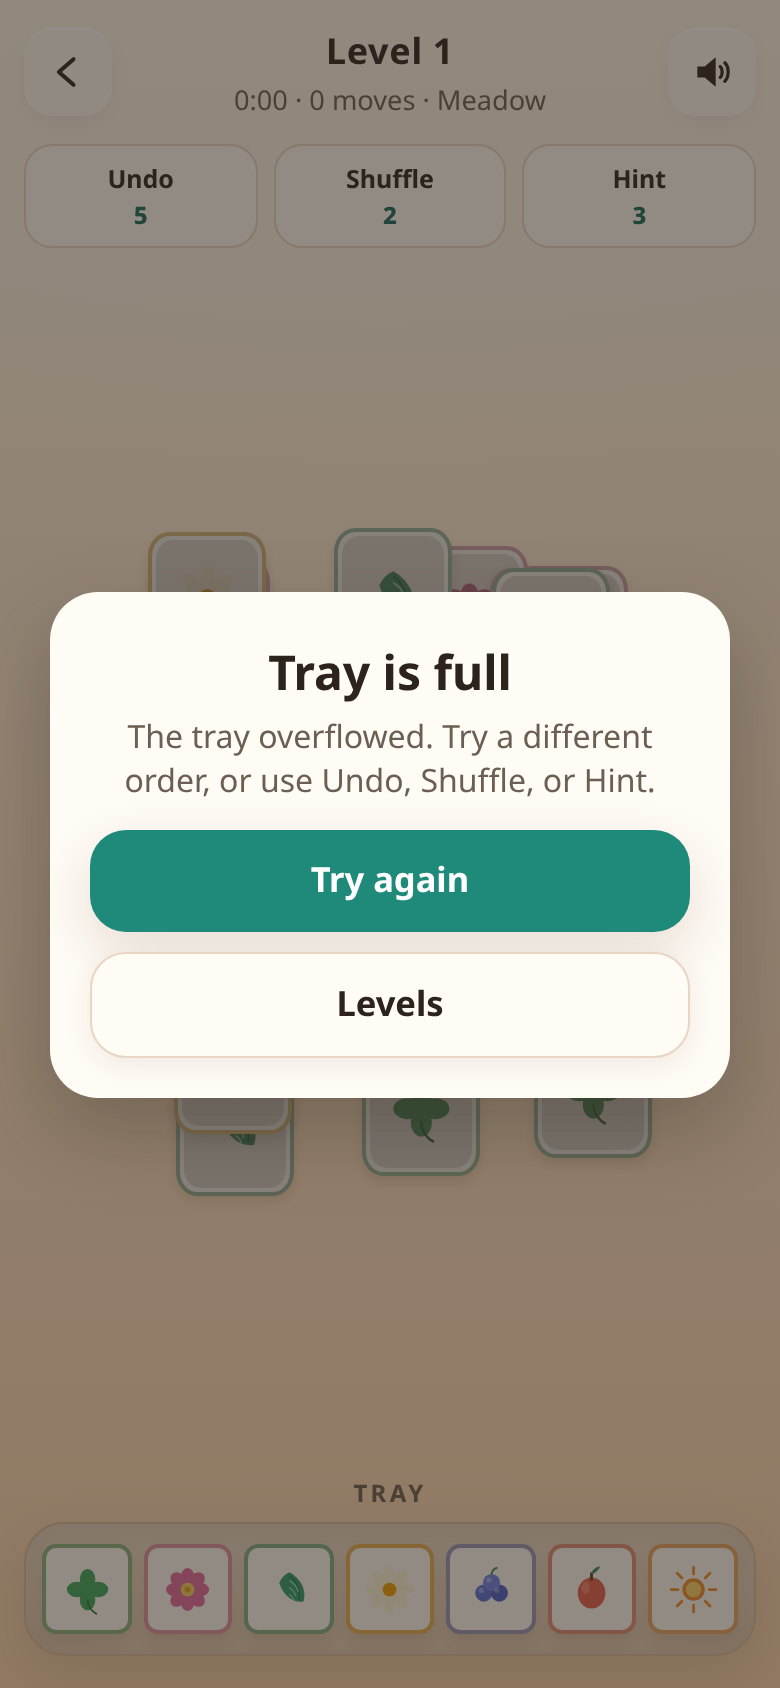 Level 1
0:00 · 0 moves · Meadow
Undo
5
Shuffle
2
Hint
3
Tray is full
The tray overflowed. Try a different
order, or use Undo, Shuffle, or Hint.
Try again
Levels
TRAY